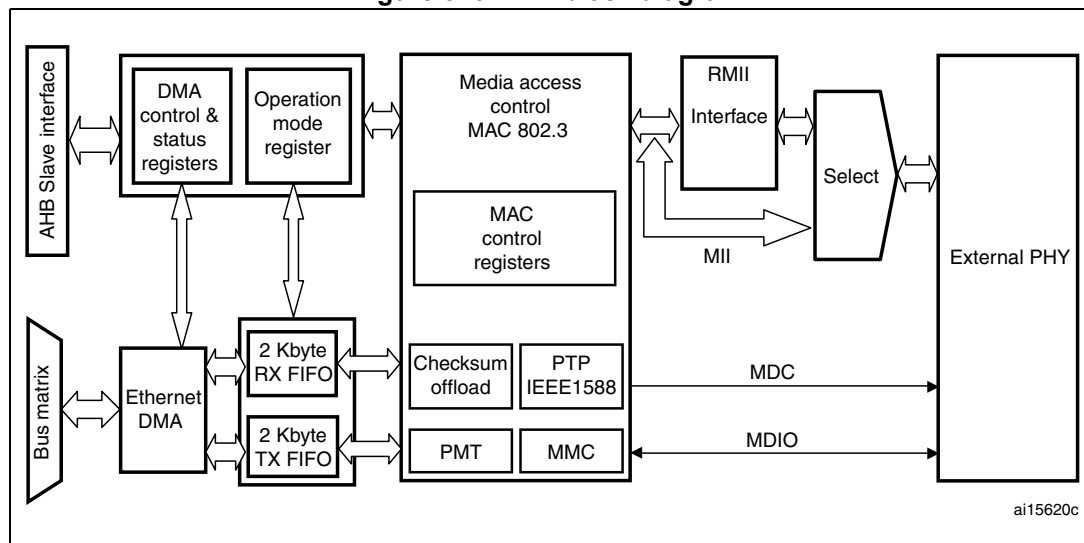 AHB Slave interface
DMA
control &
status
registers
Operation
mode
register
Media access
control
MAC 802.3
RMII
Interface
Select
External PHY
MAC
control
registers
MII
Bus matrix
Ethernet
DMA
2 Kbyte
RX FIFO
2 Kbyte
TX FIFO
Checksum
offload
PTP
IEEE1588
PMT
MMC
MDC
MDIO
ai15620c